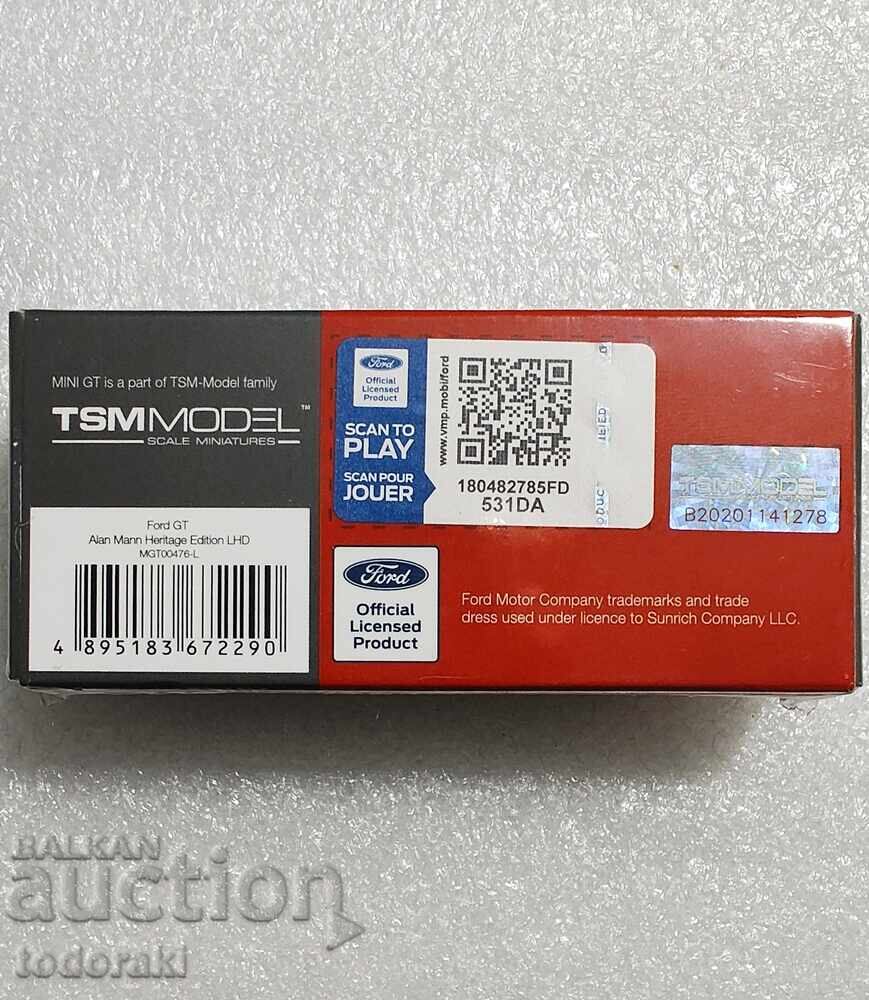 MINI GT is a part of TSM-Model family
TSMMODEL™
SCALE MINIATURES
Ford GT
Alan Mann Heritage Edition LHD
MGT00476-L
4 895183 672290
Ford
Official
Licensed
Product
SCAN TO
PLAY
SCAN POUR
JOUER
www.vmp.mobi/ford
180482785FD
531DA
TSMMODEL
B20201141278
Ford
Official
Licensed
Product
Ford Motor Company trademarks and trade
dress used under licence to Sunrich Company LLC.
BALKAN
auction
todoraki